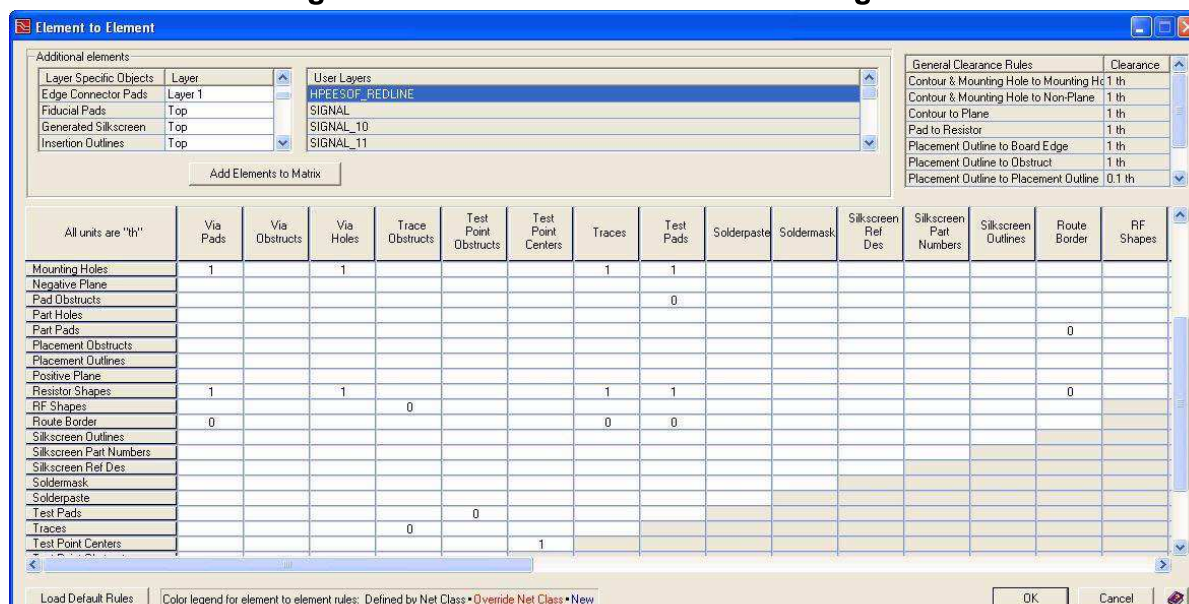 Element to Element
Additional elements
Layer Specific Objects Layer
Edge Connector Pads Layer 1
Fiducial Pads Top
Generated Silkscreen Top
Insertion Outlines Top
User Layers
HPEESOF_REDLINE
SIGNAL
SIGNAL_10
SIGNAL_11
Add Elements to Matrix
General Clearance Rules Clearance
Contour & Mounting Hole to Mounting Ho 1 th
Contour & Mounting Hole to Non-Plane 1 th
Contour to Plane 1 th
Pad to Resistor 1 th
Placement Outline to Board Edge 1 th
Placement Outline to Obstruct 1 th
Placement Outline to Placement Outline 0.1 th
All units are "th"
Via Pads
Via Obstructs
Via Holes
Trace Obstructs
Test Point Obstructs
Test Point Centers
Traces
Test Pads
Solderpaste
Soldermask
Silkscreen Ref Des
Silkscreen Part Numbers
Silkscreen Outlines
Route Border
RF Shapes
Mounting Holes 1 1 1 1
Negative Plane
Pad Obstructs 0
Part Holes
Part Pads 0
Placement Obstructs
Placement Outlines
Positive Plane
Resistor Shapes 1 1 1 1 0
RF Shapes 0
Route Border 0 0 0
Silkscreen Outlines
Silkscreen Part Numbers
Silkscreen Ref Des
Soldermask
Solderpaste
Test Pads 0
Traces 0
Test Point Centers 1
Load Default Rules
Color legend for element to element rules: Defined by Net Class • Override Net Class • New
OK
Cancel